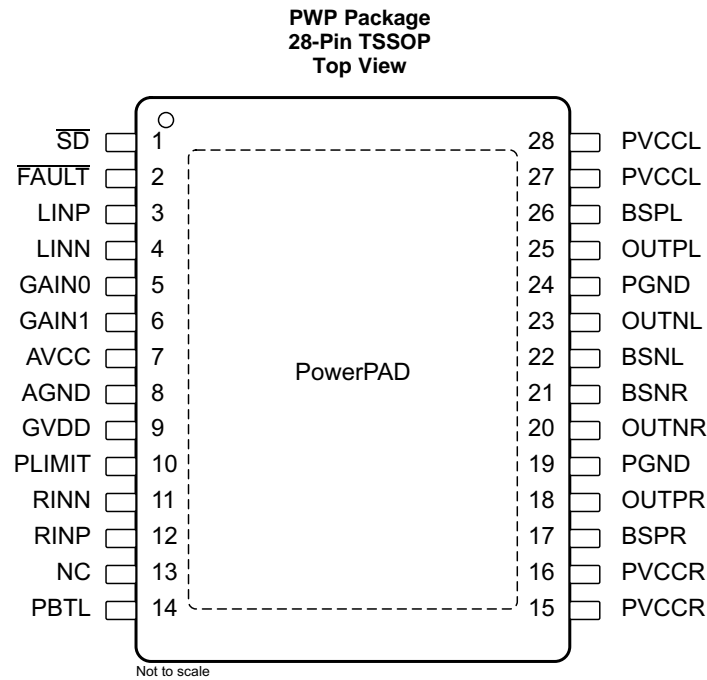 PWP Package
28-Pin TSSOP
Top View
SD 1 28 PVCCL
FAULT 2 27 PVCCL
LINP 3 26 BSPL
LINN 4 25 OUTPL
GAIN0 5 24 PGND
GAIN1 6 23 OUTNL
AVCC 7 22 BSNL
PowerPAD
AGND 8 21 BSNR
GVDD 9 20 OUTNR
PLIMIT 10 19 PGND
RINN 11 18 OUTPR
RINP 12 17 BSPR
NC 13 16 PVCCR
PBTL 14 15 PVCCR
Not to scale